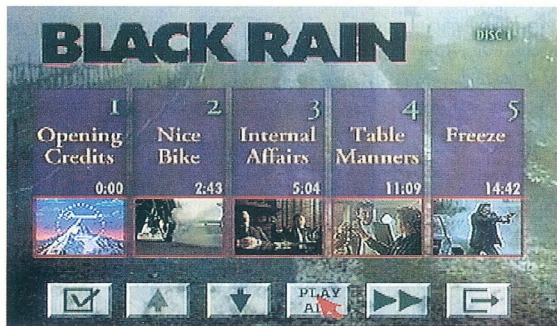 BLACK RAIN
DISC 1
1 2 3 4 5
Opening Credits
Nice Bike
Internal Affairs
Table Manners
Freeze
0:00 2:43 5:04 11:09 14:42
PLAY